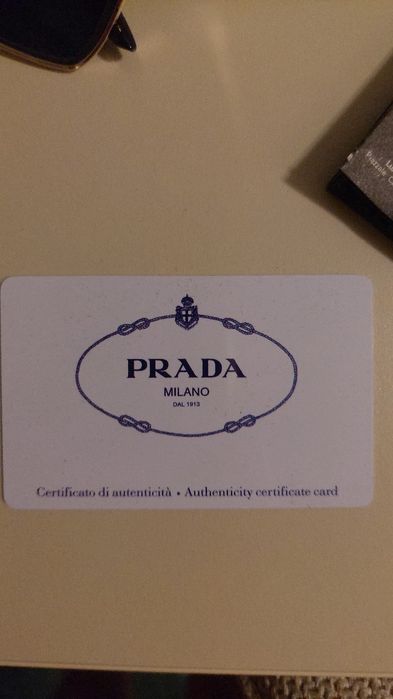 PRADA
MILANO
DAL 1913
Certificato di autenticità • Authenticity certificate card